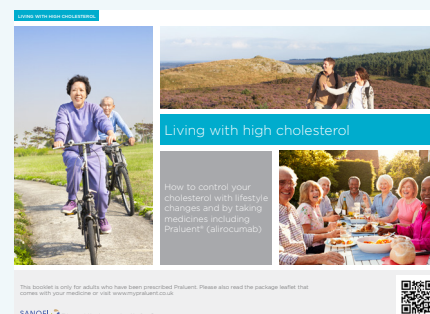 LIVING WITH HIGH CHOLESTEROL
Living with high cholesterol
How to control your
cholesterol with lifestyle
changes and by taking
medicines including
Praluent® (alirocumab)
This booklet is only for adults who have been prescribed Praluent. Please also read the package leaflet that
comes with your medicine or visit www.mypraluent.co.uk
SANOFI